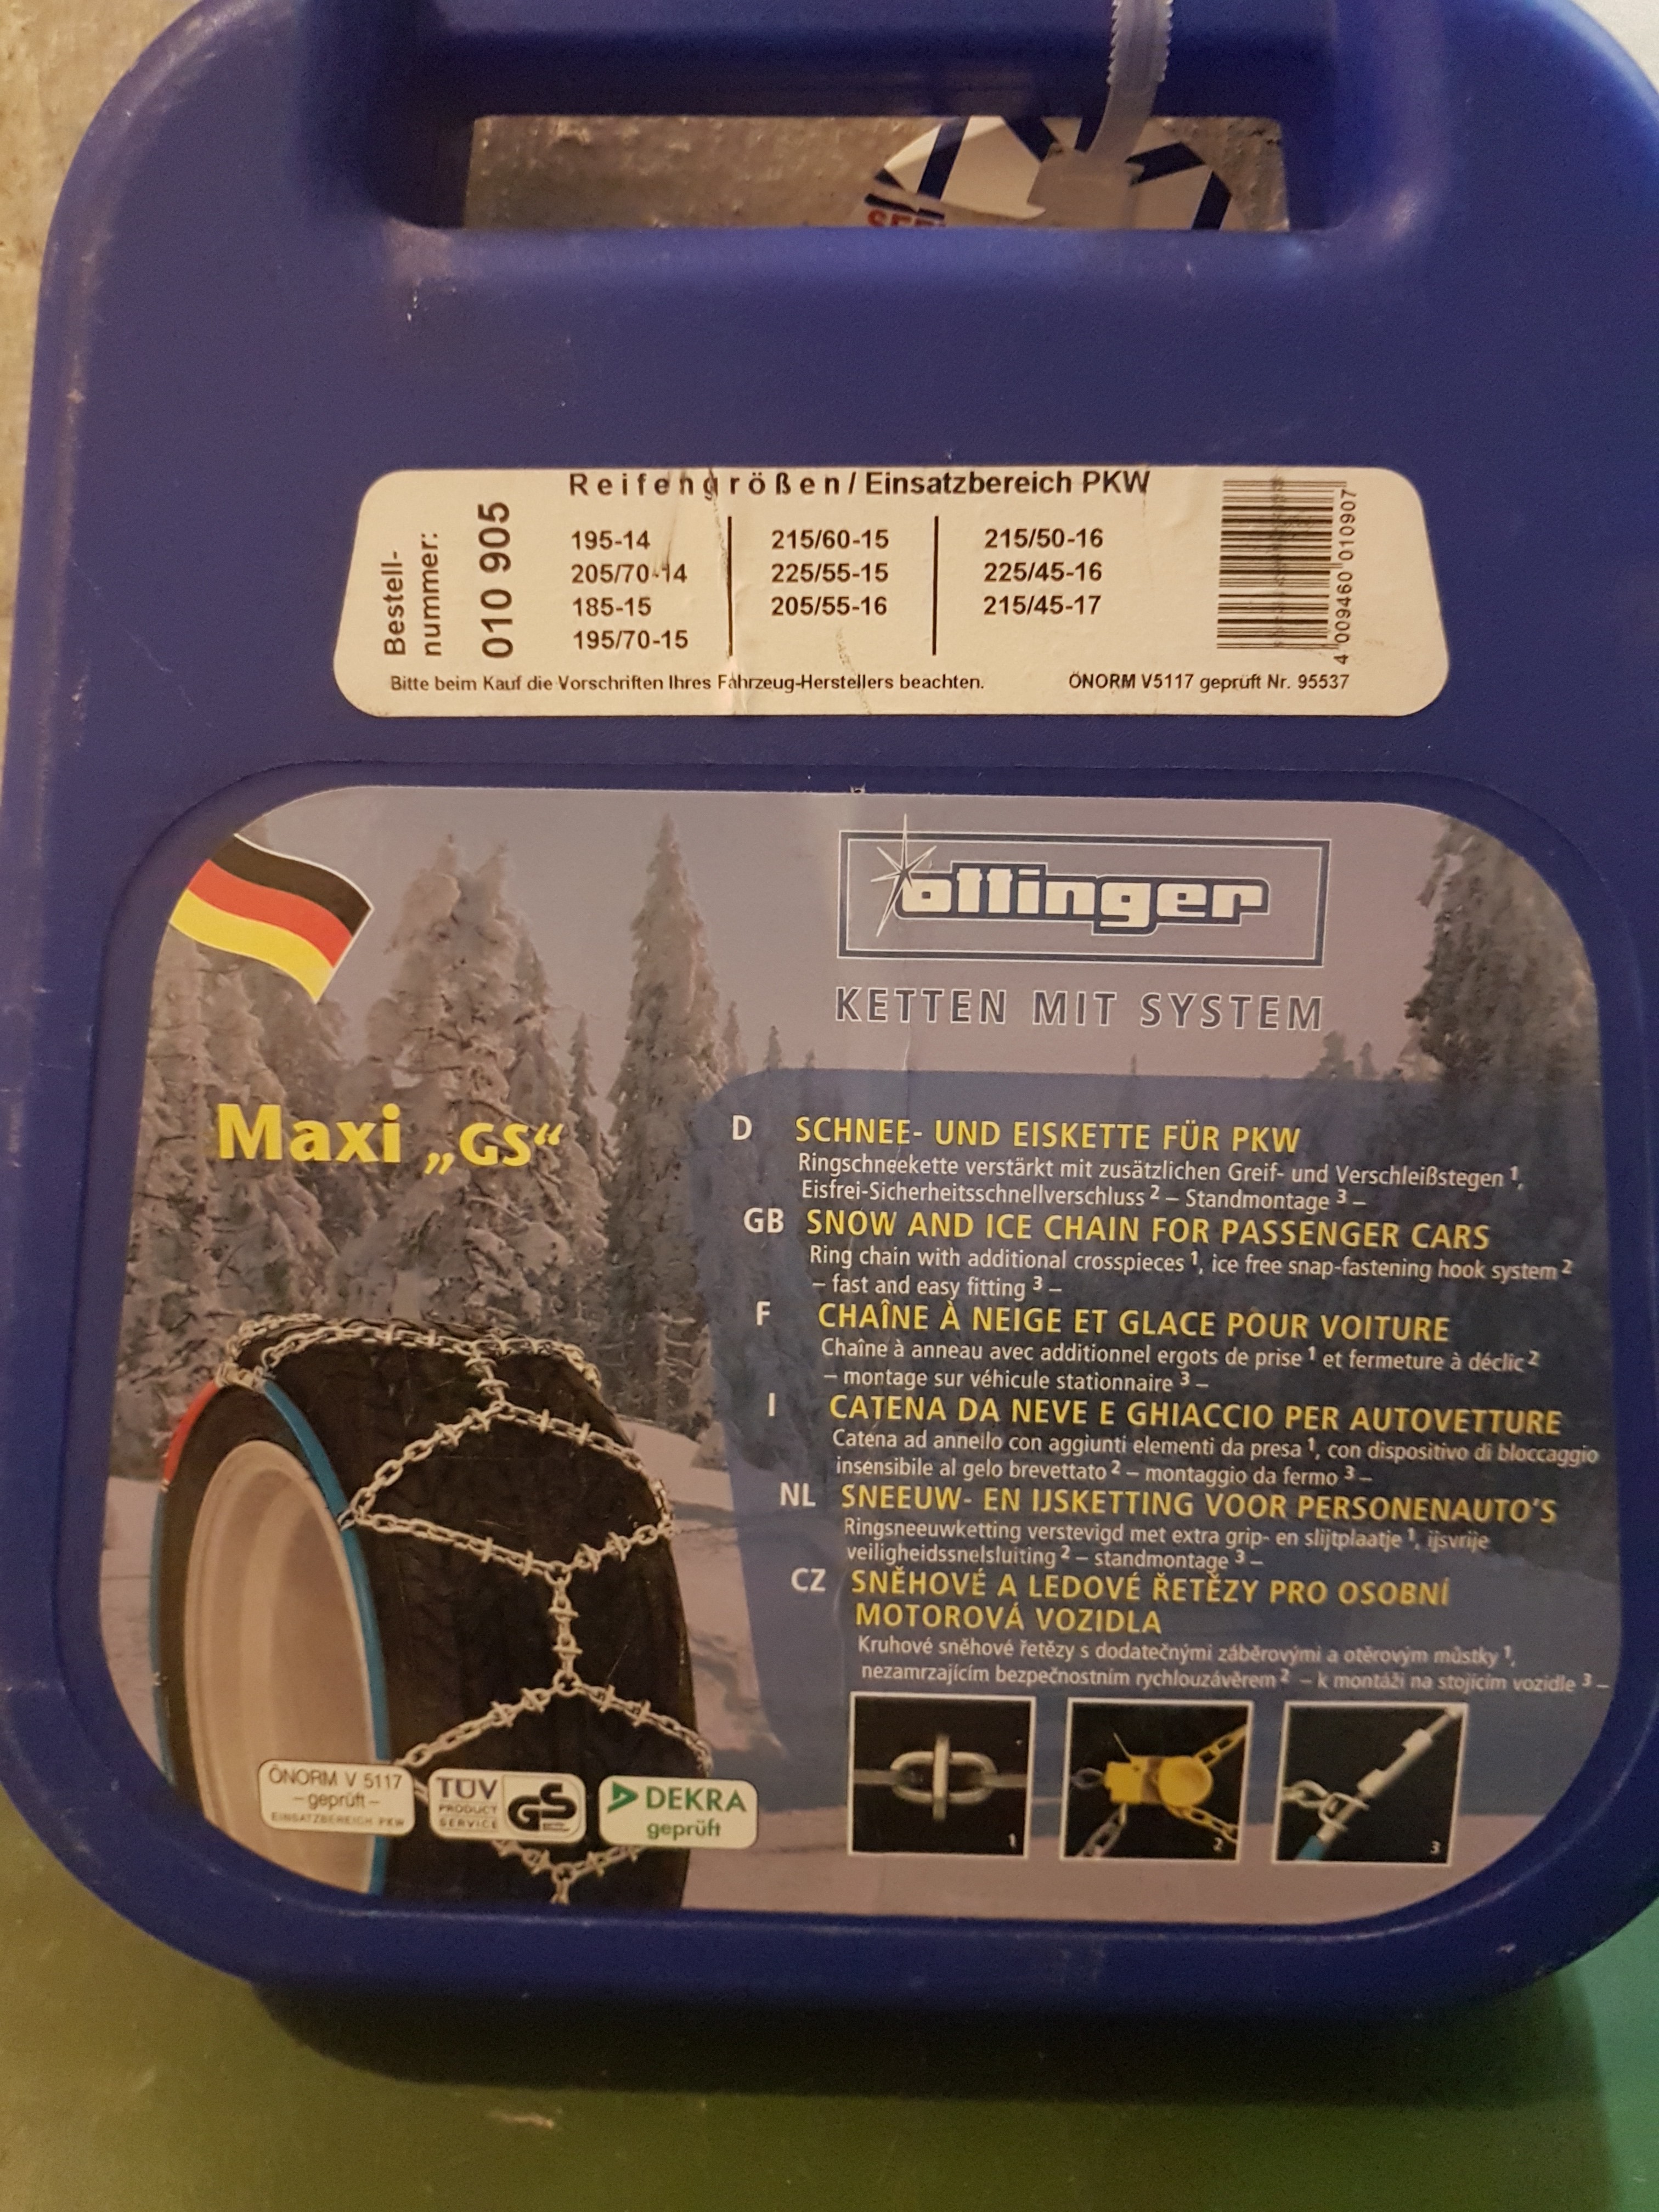 SEE
Reifengrößen/Einsatzbereich PKW
Bestell-
nummer:
010 905
195-14
205/70-14
185-15
195/70-15
215/60-15
225/55-15
205/55-16
215/50-16
225/45-16
215/45-17
4 009460 010907
Bitte beim Kauf die Vorschriften Ihres Fahrzeug-Herstellers beachten.
ÖNORM V5117 geprüft Nr. 95537
ottinger
KETTEN MIT SYSTEM
Maxi „GS“
D SCHNEE- UND EISKETTE FÜR PKW
Ringschneekette verstärkt mit zusätzlichen Greif- und Verschleißstegen ¹,
Eisfrei-Sicherheitsschnellverschluss ² – Standmontage ³ –
GB SNOW AND ICE CHAIN FOR PASSENGER CARS
Ring chain with additional crosspieces ¹, ice free snap-fastening hook system ²
– fast and easy fitting ³ –
F CHAÎNE À NEIGE ET GLACE POUR VOITURE
Chaîne à anneau avec additionnel ergots de prise ¹ et fermeture à déclic ²
– montage sur véhicule stationnaire ³ –
I CATENA DA NEVE E GHIACCIO PER AUTOVETTURE
Catena ad annello con aggiunti elementi da presa ¹, con dispositivo di bloccaggio
insensibile al gelo brevettato ² – montaggio da fermo ³ –
NL SNEEUW- EN IJSKETTING VOOR PERSONENAUTO'S
Ringsneeuwketting verstevigd met extra grip- en slijtplaatje ¹, ijsvrije
veiligheidssnelsluiting ² – standmontage ³ –
CZ SNĚHOVÉ A LEDOVÉ ŘETĚZY PRO OSOBNÍ
MOTOROVÁ VOZIDLA
Kruhové sněhové řetězy s dodatečnými záběrovými a otěrovým můstky ¹,
nezamrzajícím bezpečnostním rychlouzávěrem ² – k montáži na stojícím vozidle ³ –
ÖNORM V 5117
– geprüft –
EINSATZBEREICH PKW
TÜV
PRODUCT
SERVICE
GS
DEKRA
geprüft
1
2
3